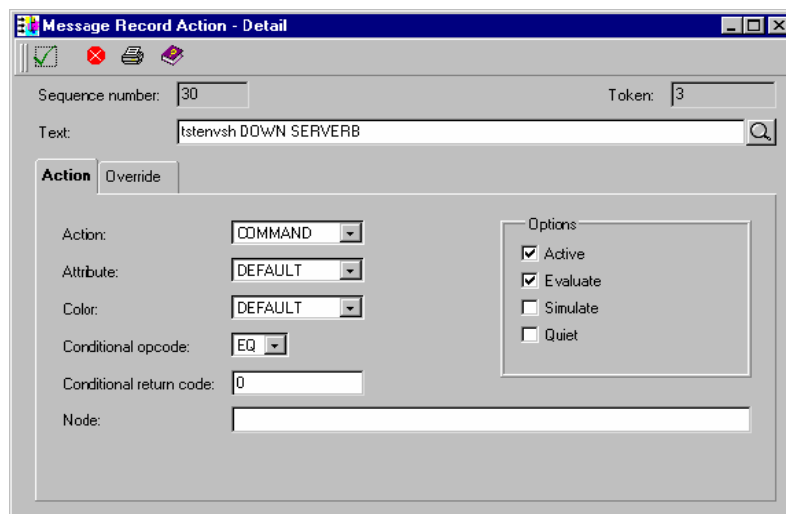 Message Record Action - Detail
Sequence number: 30 Token: 3
Text: tstenvsh DOWN SERVERB
Action Override
Action: COMMAND
Attribute: DEFAULT
Color: DEFAULT
Conditional opcode: EQ
Conditional return code: 0
Node:
Options
Active
Evaluate
Simulate
Quiet